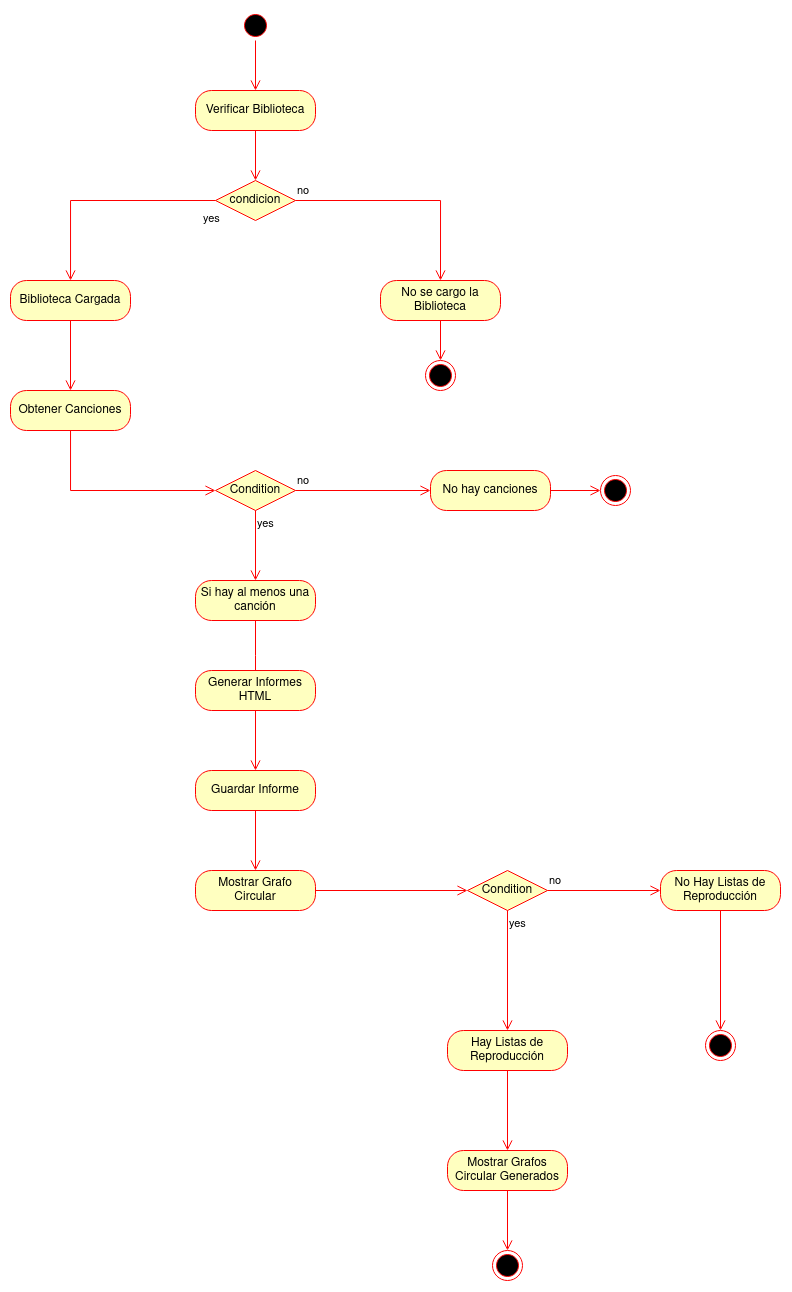 Verificar Biblioteca
condicion
no
yes
Biblioteca Cargada
No se cargo la
Biblioteca
Obtener Canciones
Condition
no
No hay canciones
yes
Si hay al menos una
canción
Generar Informes
HTML
Guardar Informe
Mostrar Grafo
Circular
Condition
no
No Hay Listas de
Reproducción
yes
Hay Listas de
Reproducción
Mostrar Grafos
Circular Generados